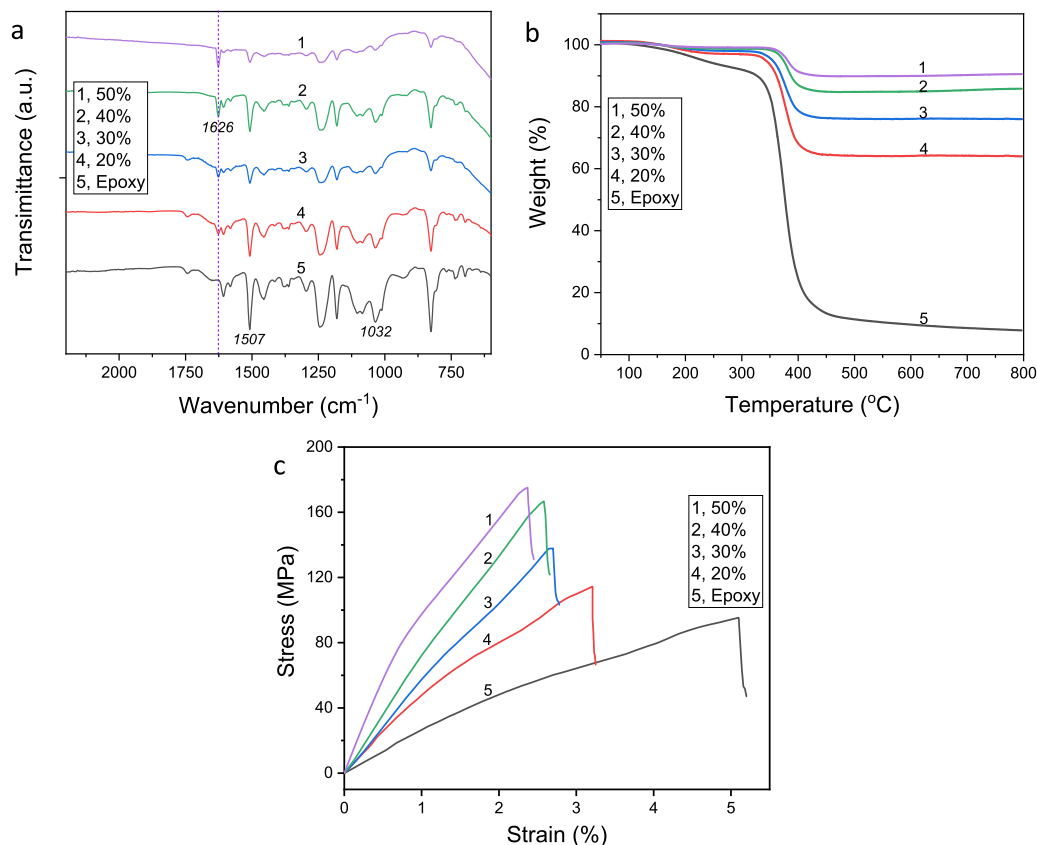 a
Transimittance (a.u.)
1, 50%
2, 40%
3, 30%
4, 20%
5, Epoxy
1
2
3
4
5
1626
1507
1032
2000 1750 1500 1250 1000 750
Wavenumber (cm-1)
b
Weight (%)
100
80
60
40
20
0
1, 50%
2, 40%
3, 30%
4, 20%
5, Epoxy
1
2
3
4
5
100 200 300 400 500 600 700 800
Temperature (oC)
c
Stress (MPa)
200
160
120
80
40
0
1, 50%
2, 40%
3, 30%
4, 20%
5, Epoxy
1
2
3
4
5
0 1 2 3 4 5
Strain (%)